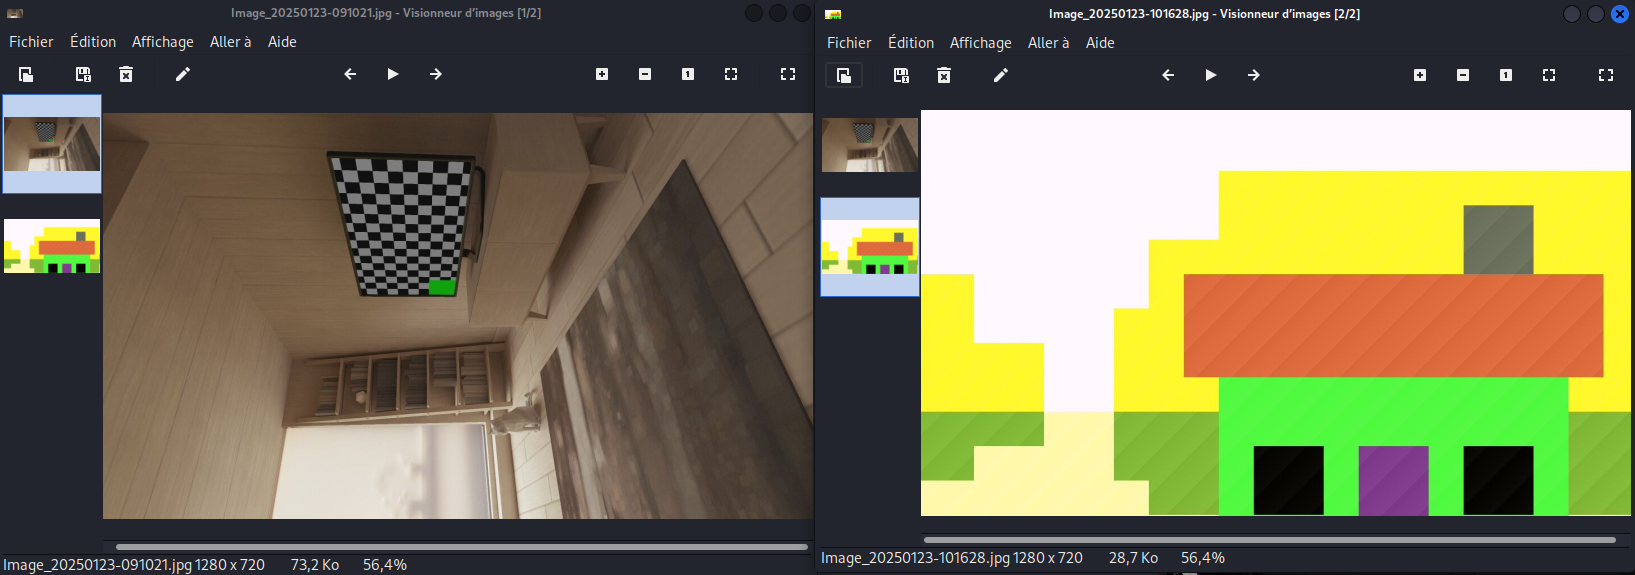 Image_20250123-091021.jpg - Visionneur d'images [1/2]
Fichier Édition Affichage Aller à Aide
1
Image_20250123-091021.jpg 1280 x 720 73,2 Ko 56,4%
Image_20250123-101628.jpg - Visionneur d'images [2/2]
Fichier Édition Affichage Aller à Aide
1
Image_20250123-101628.jpg 1280 x 720 28,7 Ko 56,4%